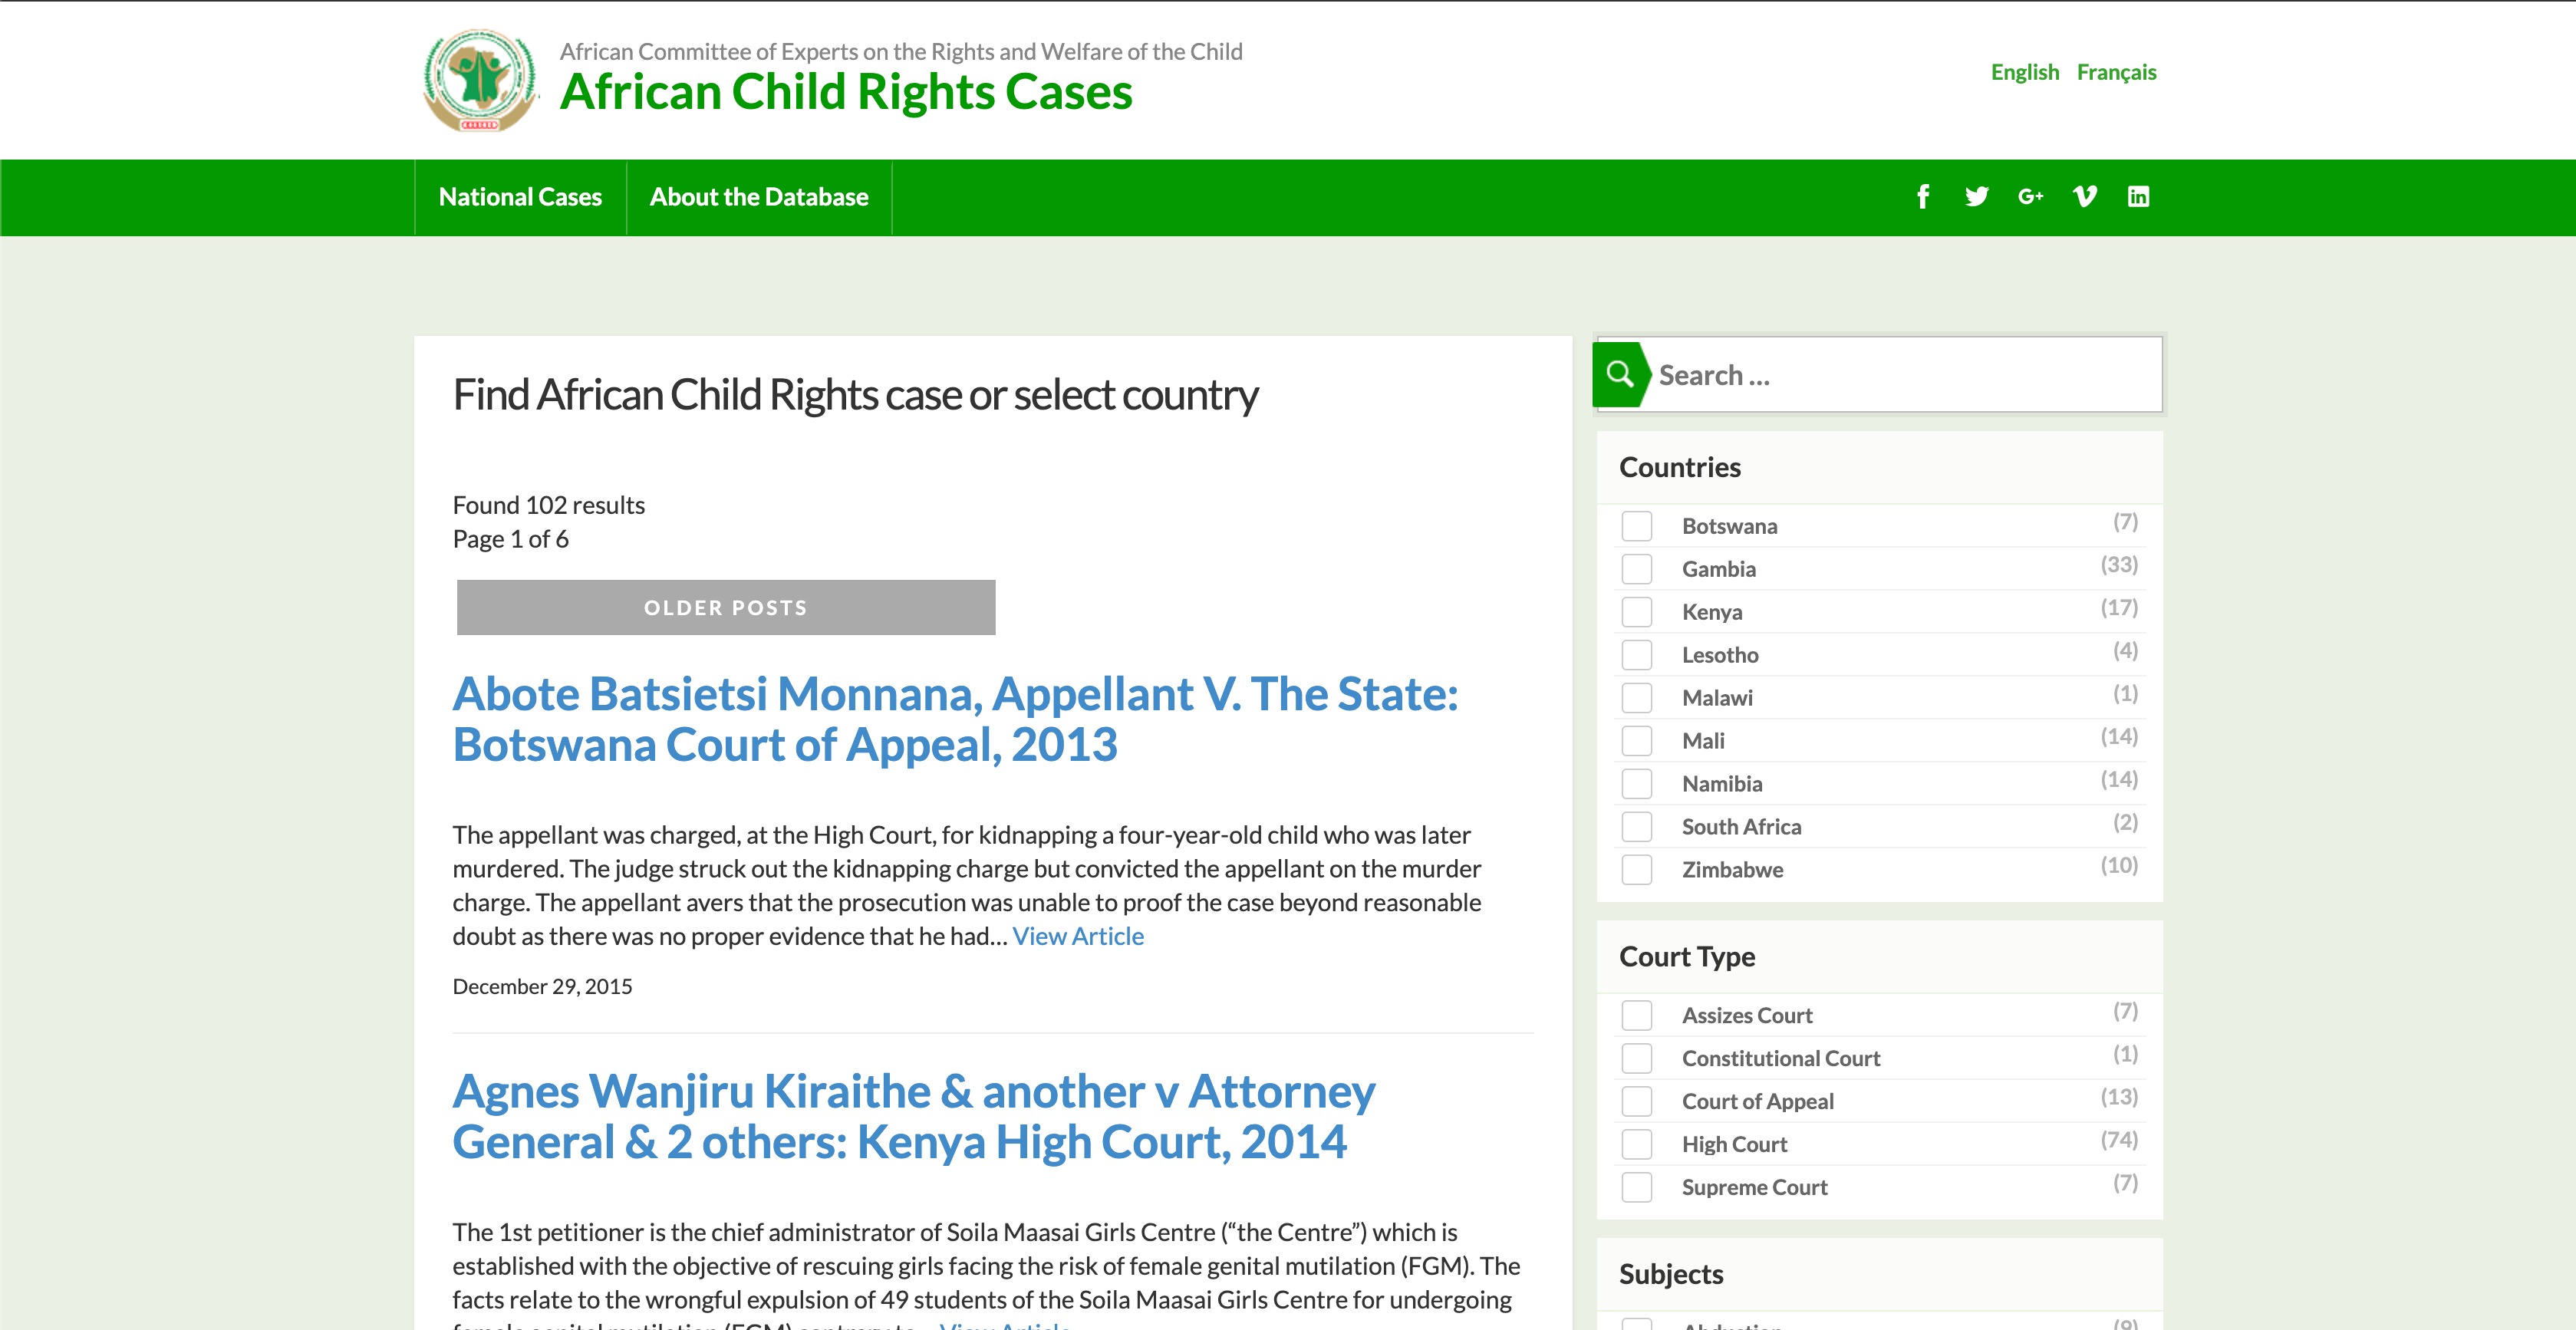 African Committee of Experts on the Rights and Welfare of the Child
African Child Rights Cases
English Français
National Cases About the Database
Find African Child Rights case or select country
Found 102 results
Page 1 of 6
OLDER POSTS
Abote Batsietsi Monnana, Appellant V. The State:
Botswana Court of Appeal, 2013
The appellant was charged, at the High Court, for kidnapping a four-year-old child who was later
murdered. The judge struck out the kidnapping charge but convicted the appellant on the murder
charge. The appellant avers that the prosecution was unable to proof the case beyond reasonable
doubt as there was no proper evidence that he had… View Article
December 29, 2015
Agnes Wanjiru Kiraithe & another v Attorney
General & 2 others: Kenya High Court, 2014
The 1st petitioner is the chief administrator of Soila Maasai Girls Centre (“the Centre”) which is
established with the objective of rescuing girls facing the risk of female genital mutilation (FGM). The
facts relate to the wrongful expulsion of 49 students of the Soila Maasai Girls Centre for undergoing
female genital mutilation (FGM) contrary to… View Article
Search ...
Countries
Botswana (7)
Gambia (33)
Kenya (17)
Lesotho (4)
Malawi (1)
Mali (14)
Namibia (14)
South Africa (2)
Zimbabwe (10)
Court Type
Assizes Court (7)
Constitutional Court (1)
Court of Appeal (13)
High Court (74)
Supreme Court (7)
Subjects
Abduction (9)